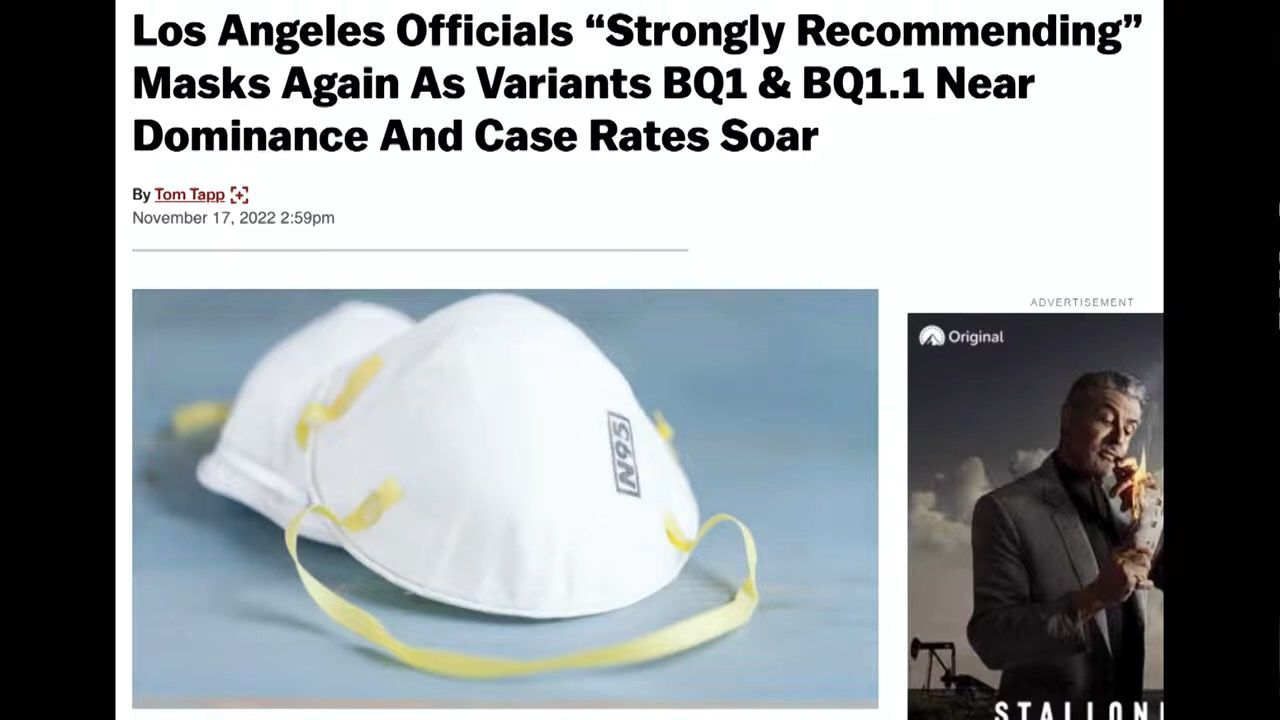 Los Angeles Officials “Strongly Recommending”
Masks Again As Variants BQ1 & BQ1.1 Near
Dominance And Case Rates Soar
By Tom Tapp
November 17, 2022 2:59pm
N95
ADVERTISEMENT
Original
STALLON